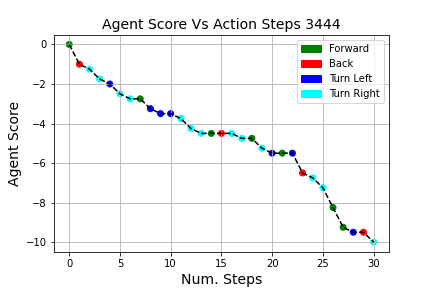 Agent Score Vs Action Steps 3444
Forward
Back
Turn Left
Turn Right
Agent Score
0
−2
−4
−6
−8
−10
0 5 10 15 20 25 30
Num. Steps